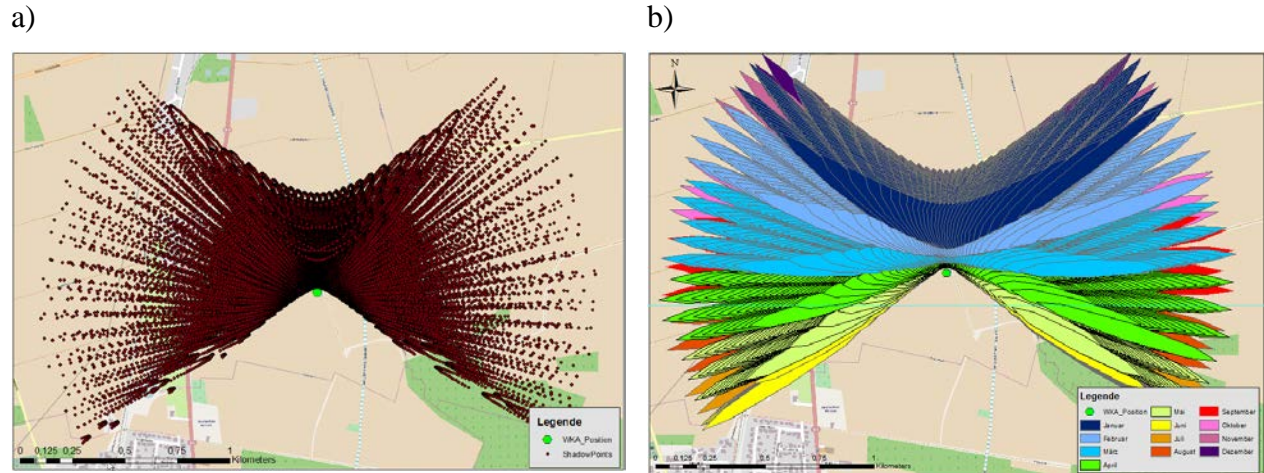 a)
b)
Legende
WKA_Position
ShadowPoints
0 0,125 0,25 0,5 0,75 1
Kilometers
N
Legende
WKA_Position
Januar
Februar
März
April
Mai
Juni
Juli
August
September
Oktober
November
Dezember
0 0,125 0,25 0,5 0,75 1
Kilometers